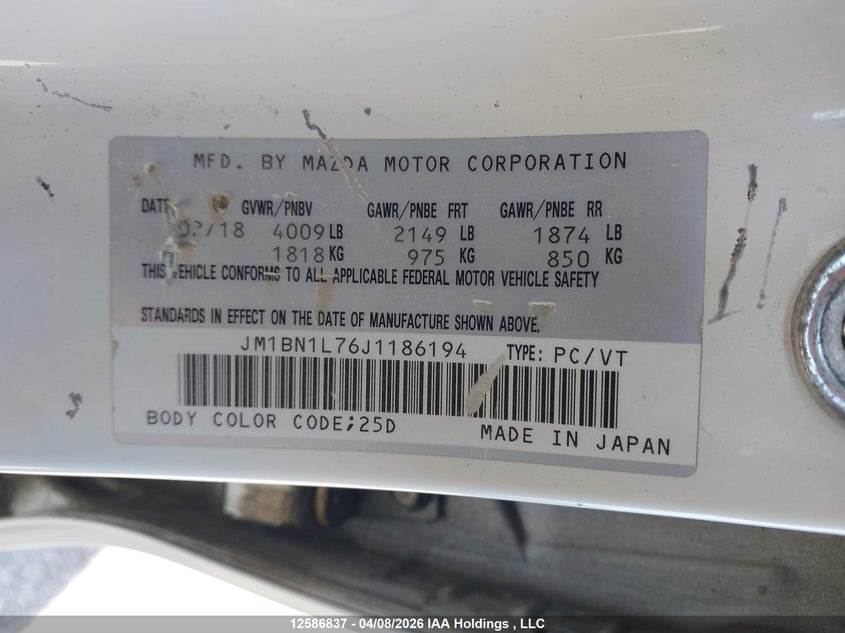 MFD. BY MAZDA MOTOR CORPORATION
DATE GVWR/PNBV GAWR/PNBE FRT GAWR/PNBE RR
/18 4009 LB 2149 LB 1874 LB
1818 KG 975 KG 850 KG
THIS VEHICLE CONFORMS TO ALL APPLICABLE FEDERAL MOTOR VEHICLE SAFETY
STANDARDS IN EFFECT ON THE DATE OF MANUFACTURE SHOWN ABOVE.
JM1BN1L76J1186194 TYPE: PC/VT
BODY COLOR CODE;25D MADE IN JAPAN
12586837 - 04/08/2026 IAA Holdings , LLC